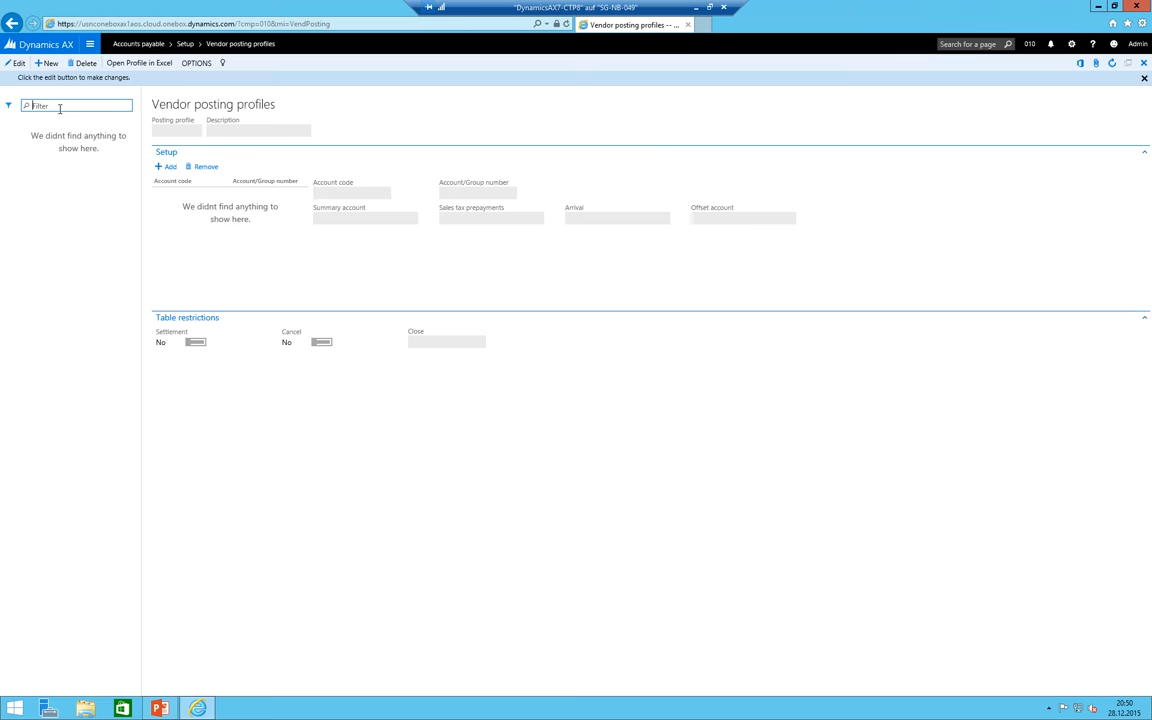 "DynamicsAX7-CTP8" auf "SG-NB-049"
https://usnconeboxax1aos.cloud.onebox.dynamics.com/?cmp=010&mi=VendPosting
Vendor posting profiles -- ...
Dynamics AX
Accounts payable > Setup > Vendor posting profiles
Search for a page
010
Admin
Edit
New
Delete
Open Profile in Excel
OPTIONS
Click the edit button to make changes.
Filter
We didnt find anything to
show here.
Vendor posting profiles
Posting profile
Description
Setup
Add
Remove
Account code
Account/Group number
We didnt find anything to
show here.
Account code
Account/Group number
Summary account
Sales tax prepayments
Arrival
Offset account
Table restrictions
Settlement
No
Cancel
No
Close
20:50
28.12.2015